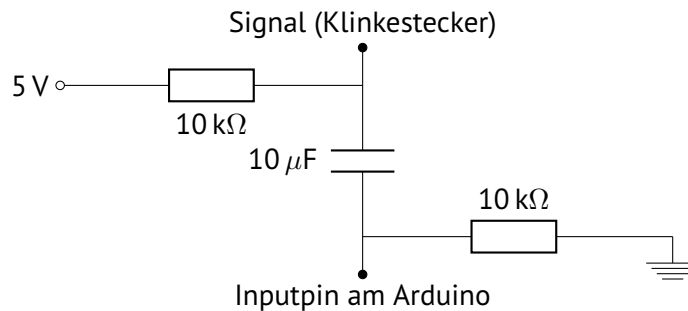 Signal (Klinkestecker)
5 V
10 kΩ
10 μF
10 kΩ
Inputpin am Arduino